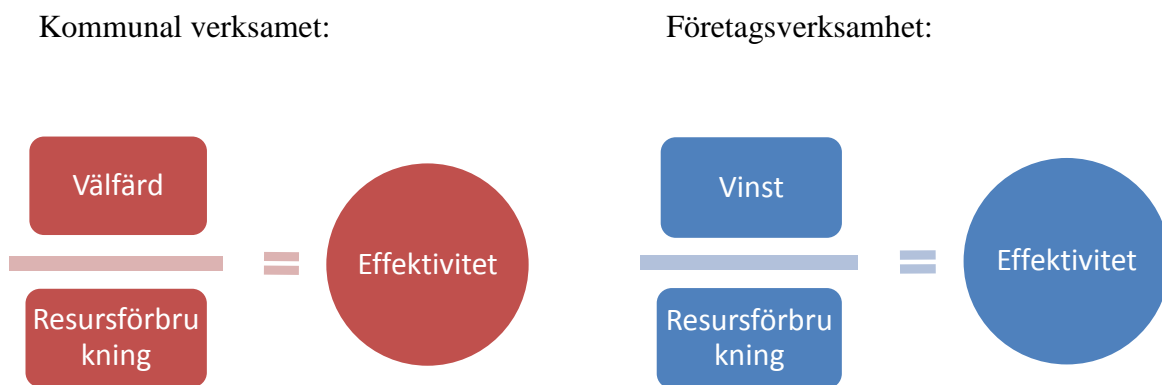 Kommunal verksamet:
Företagsverksamhet:
Välfärd
Resursförbru
kning
Effektivitet
Vinst
Resursförbru
kning
Effektivitet